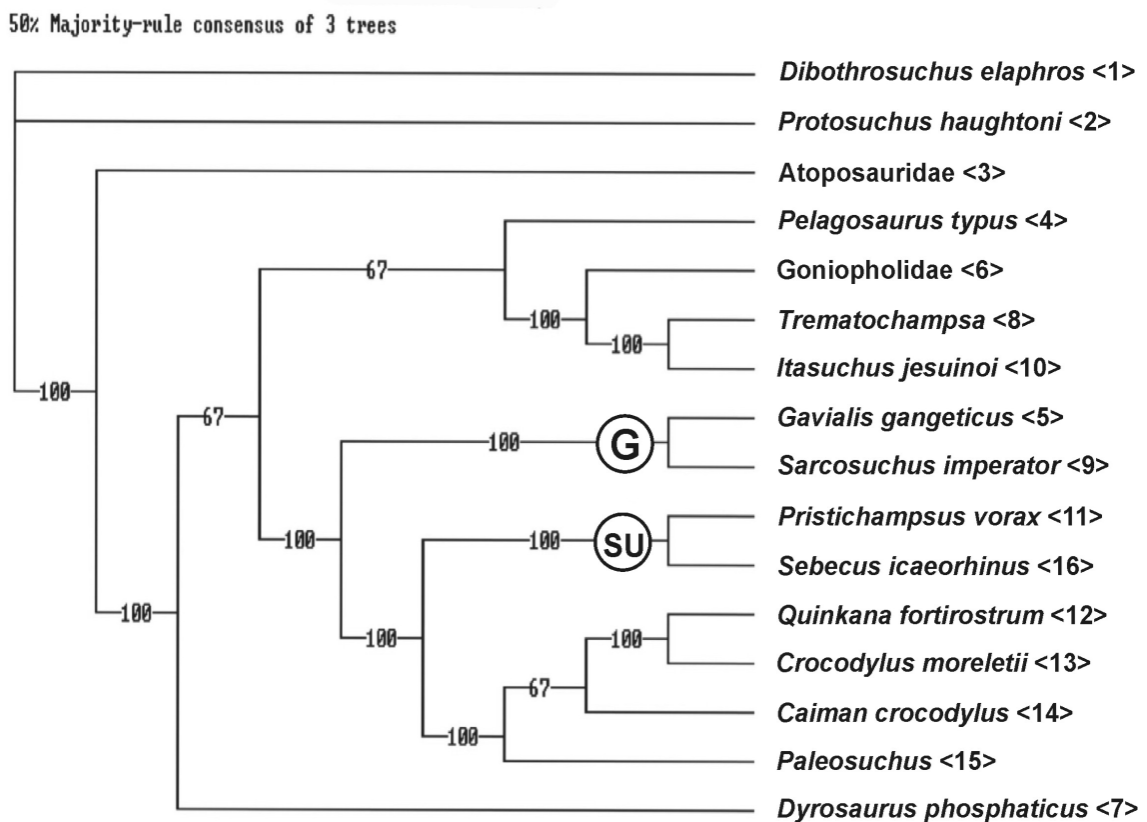 50% Majority-rule consensus of 3 trees
Dibothrosuchus elaphros <1>
Protosuchus haughtoni <2>
Atoposauridae <3>
Pelagosaurus typus <4>
67
Goniopholidae <6>
100
Trematochampsa <8>
100
Itasuchus jesuinoi <10>
100
67
Gavialis gangeticus <5>
100
G
Sarcosuchus imperator <9>
Pristichampsus vorax <11>
100
100
SU
Sebecus icaeorhinus <16>
100
Quinkana fortirostrum <12>
100
100
Crocodylus moreletii <13>
67
Caiman crocodylus <14>
100
Paleosuchus <15>
Dyrosaurus phosphaticus <7>